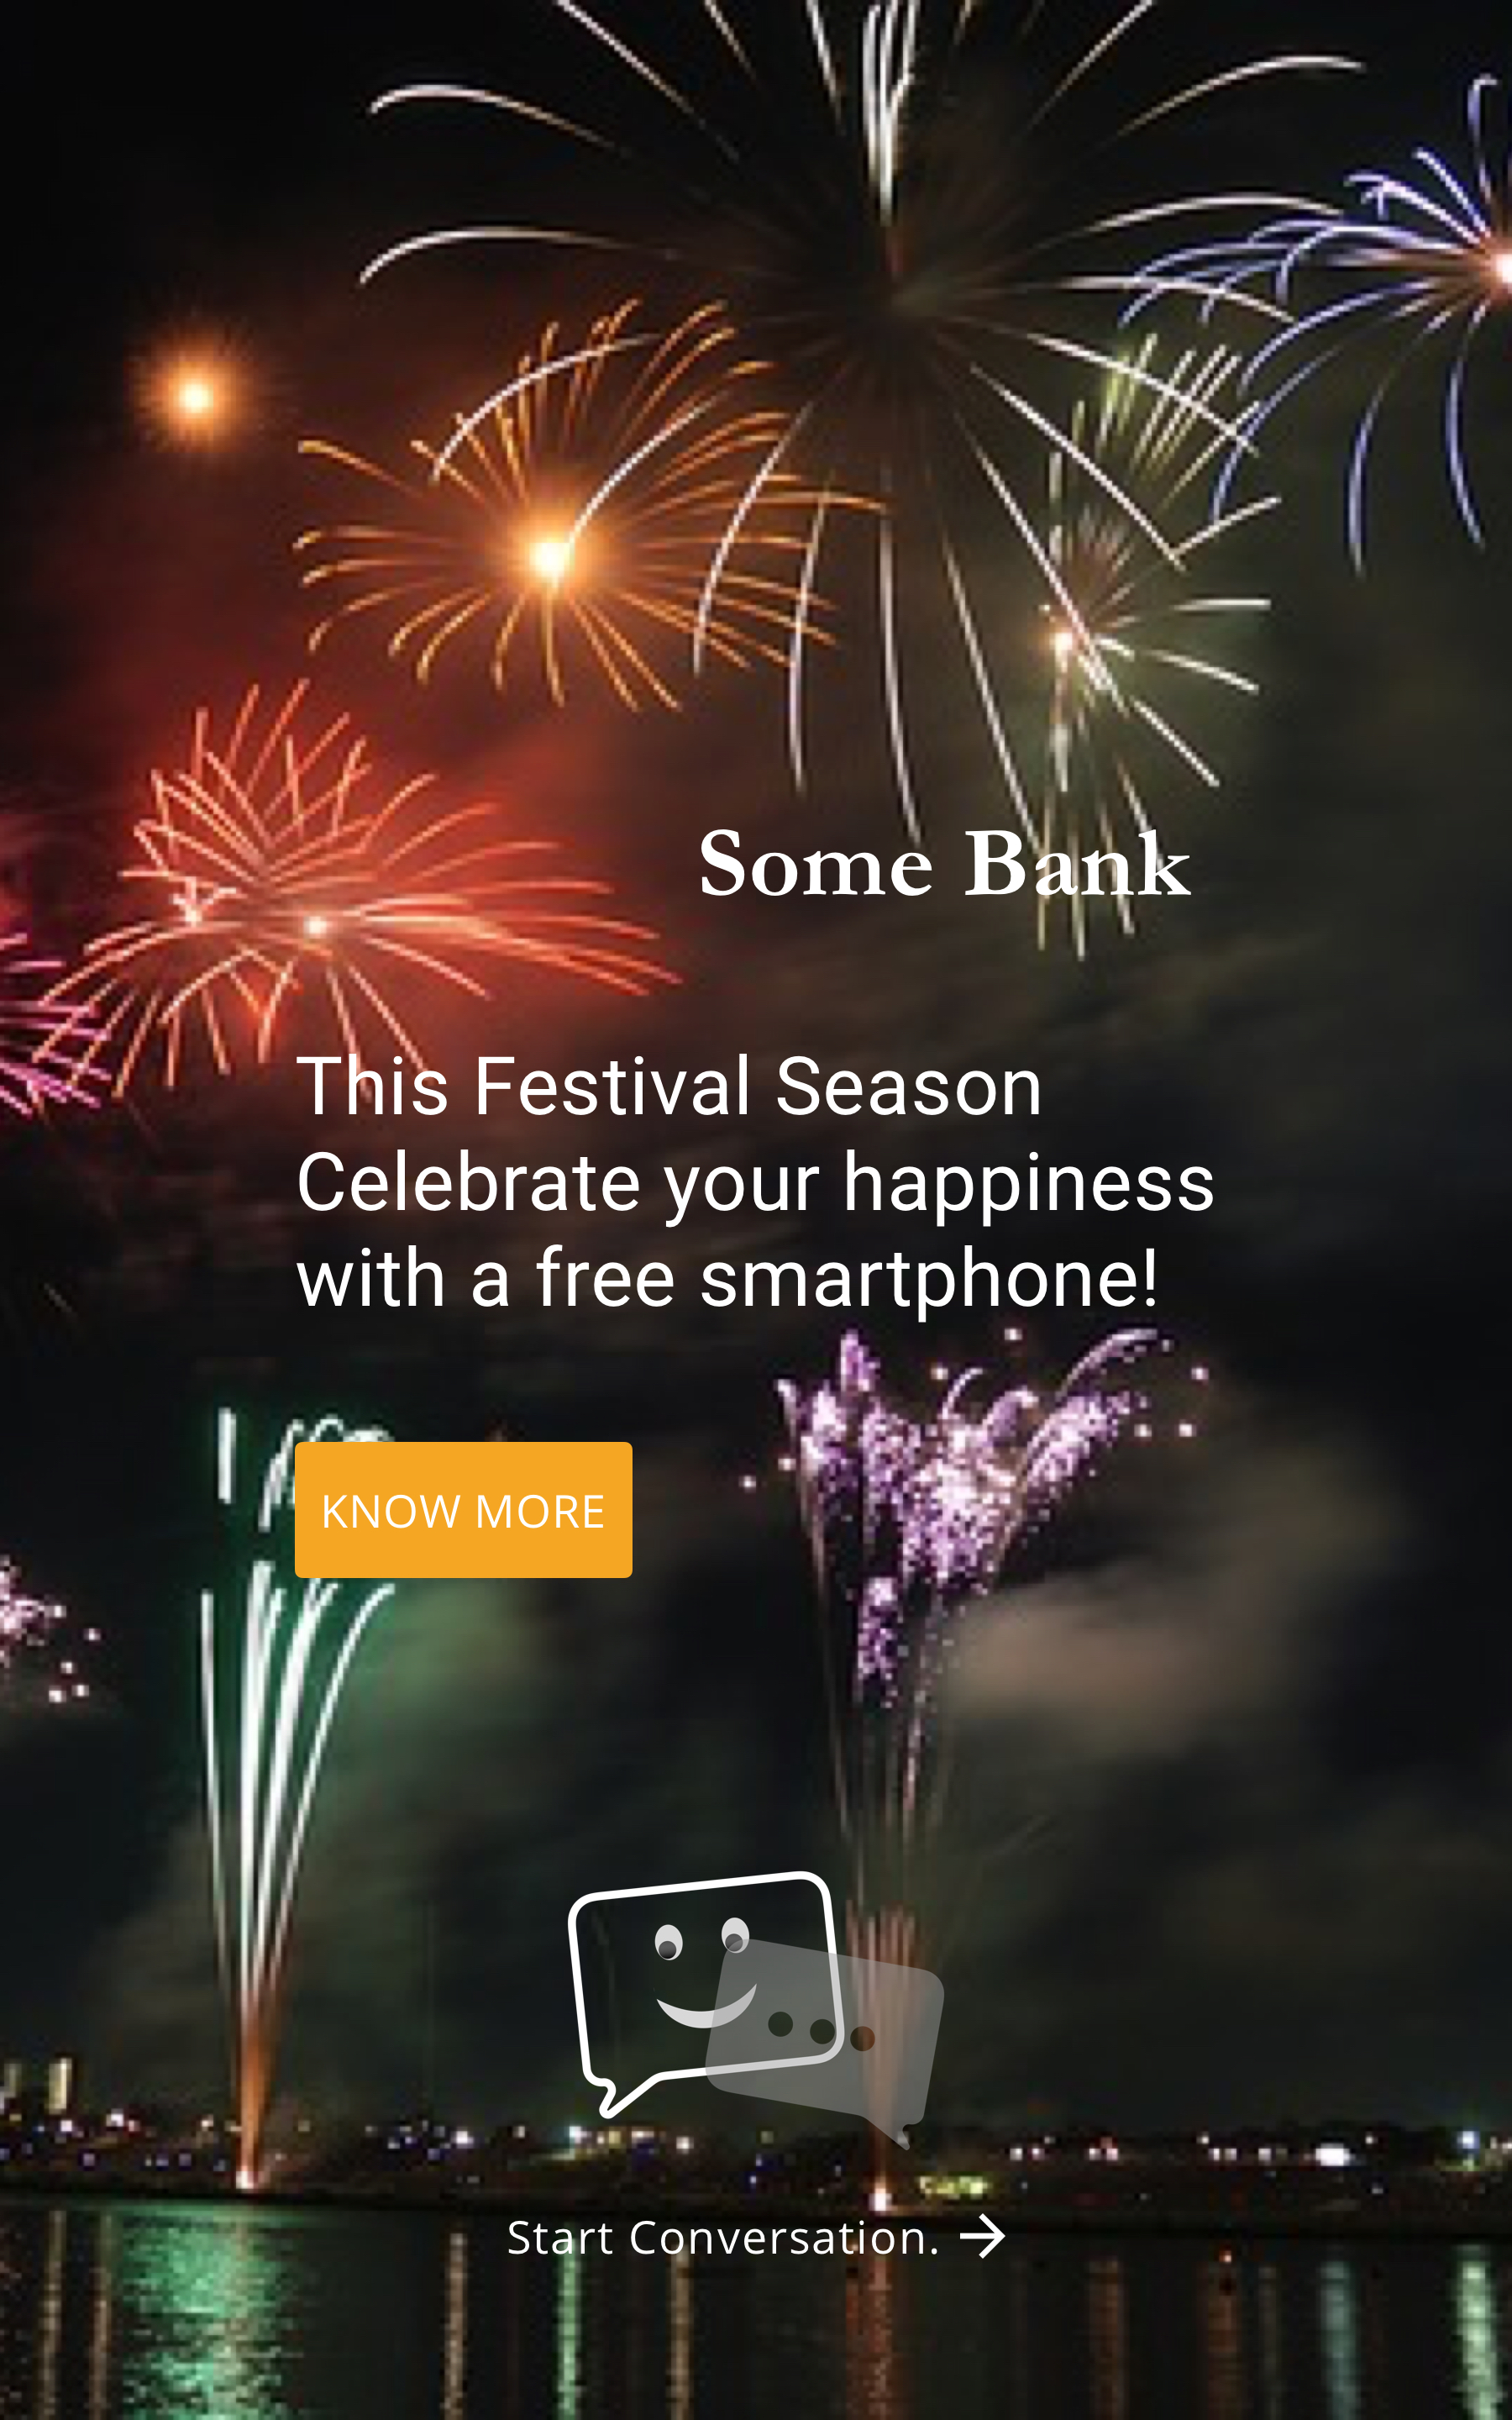 Some Bank
This Festival Season
Celebrate your happiness
with a free smartphone!
KNOW MORE
Start Conversation.